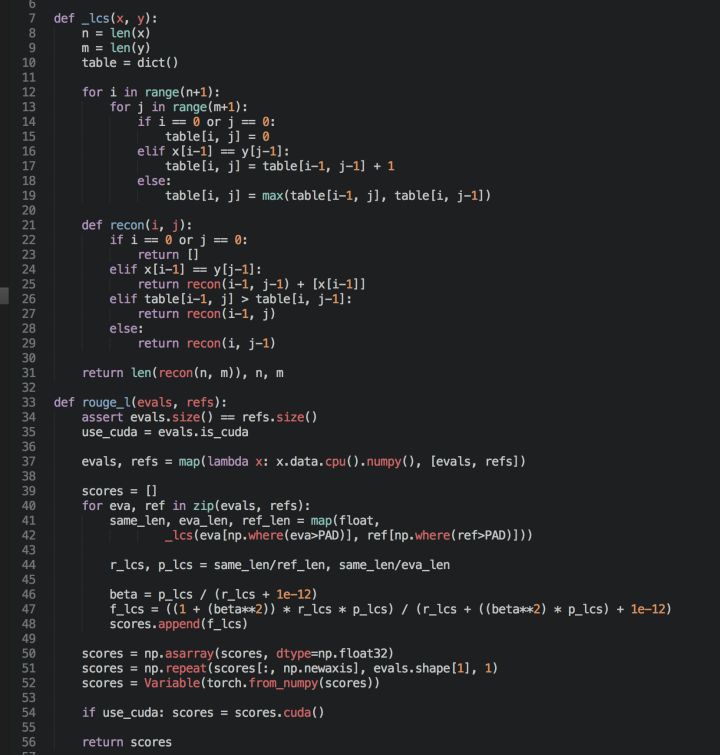 6
7 def _lcs(x, y):
8     n = len(x)
9     m = len(y)
10     table = dict()
11
12     for i in range(n+1):
13         for j in range(m+1):
14             if i == 0 or j == 0:
15                 table[i, j] = 0
16             elif x[i-1] == y[j-1]:
17                 table[i, j] = table[i-1, j-1] + 1
18             else:
19                 table[i, j] = max(table[i-1, j], table[i, j-1])
20
21     def recon(i, j):
22         if i == 0 or j == 0:
23             return []
24         elif x[i-1] == y[j-1]:
25             return recon(i-1, j-1) + [x[i-1]]
26         elif table[i-1, j] > table[i, j-1]:
27             return recon(i-1, j)
28         else:
29             return recon(i, j-1)
30
31     return len(recon(n, m)), n, m
32
33 def rouge_l(evals, refs):
34     assert evals.size() == refs.size()
35     use_cuda = evals.is_cuda
36
37     evals, refs = map(lambda x: x.data.cpu().numpy(), [evals, refs])
38
39     scores = []
40     for eva, ref in zip(evals, refs):
41         same_len, eva_len, ref_len = map(float,
42                 _lcs(eva[np.where(eva>PAD)], ref[np.where(ref>PAD)]))
43
44         r_lcs, p_lcs = same_len/ref_len, same_len/eva_len
45
46         beta = p_lcs / (r_lcs + 1e-12)
47         f_lcs = ((1 + (beta**2)) * r_lcs * p_lcs) / (r_lcs + ((beta**2) * p_lcs) + 1e-12)
48         scores.append(f_lcs)
49
50     scores = np.asarray(scores, dtype=np.float32)
51     scores = np.repeat(scores[:, np.newaxis], evals.shape[1], 1)
52     scores = Variable(torch.from_numpy(scores))
53
54     if use_cuda: scores = scores.cuda()
55
56     return scores